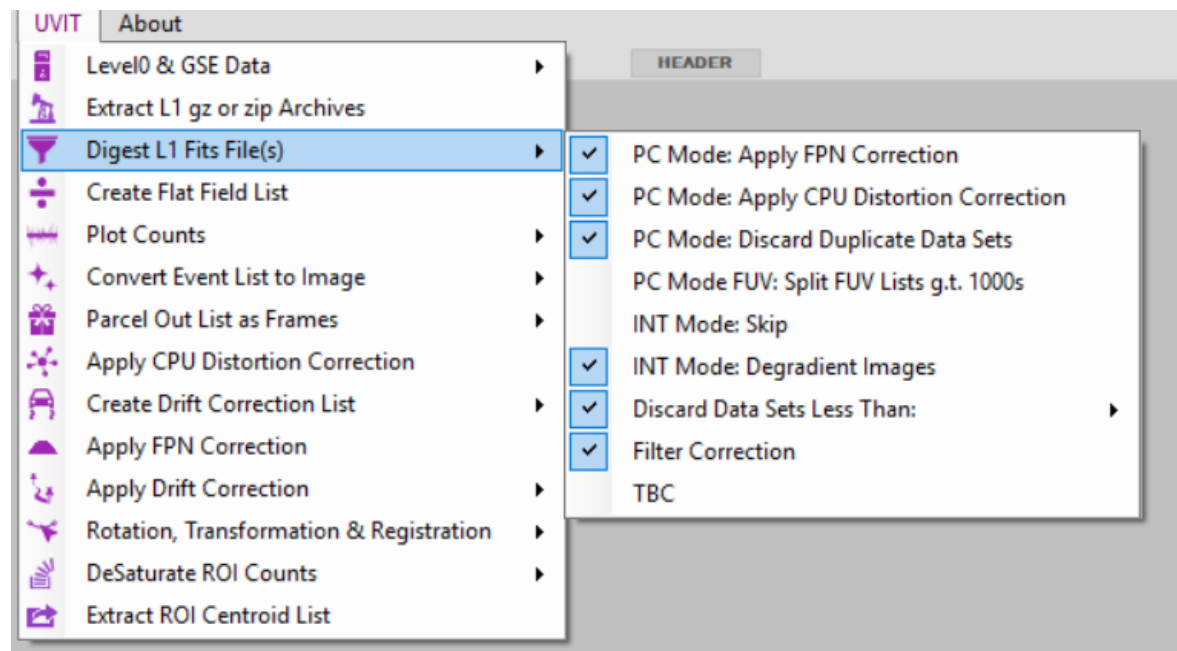 UVIT About
HEADER
Level0 & GSE Data
Extract L1 gz or zip Archives
Digest L1 Fits File(s)
Create Flat Field List
Plot Counts
Convert Event List to Image
Parcel Out List as Frames
Apply CPU Distortion Correction
Create Drift Correction List
Apply FPN Correction
Apply Drift Correction
Rotation, Transformation & Registration
DeSaturate ROI Counts
Extract ROI Centroid List
PC Mode: Apply FPN Correction
PC Mode: Apply CPU Distortion Correction
PC Mode: Discard Duplicate Data Sets
PC Mode FUV: Split FUV Lists g.t. 1000s
INT Mode: Skip
INT Mode: Degradient Images
Discard Data Sets Less Than:
Filter Correction
TBC